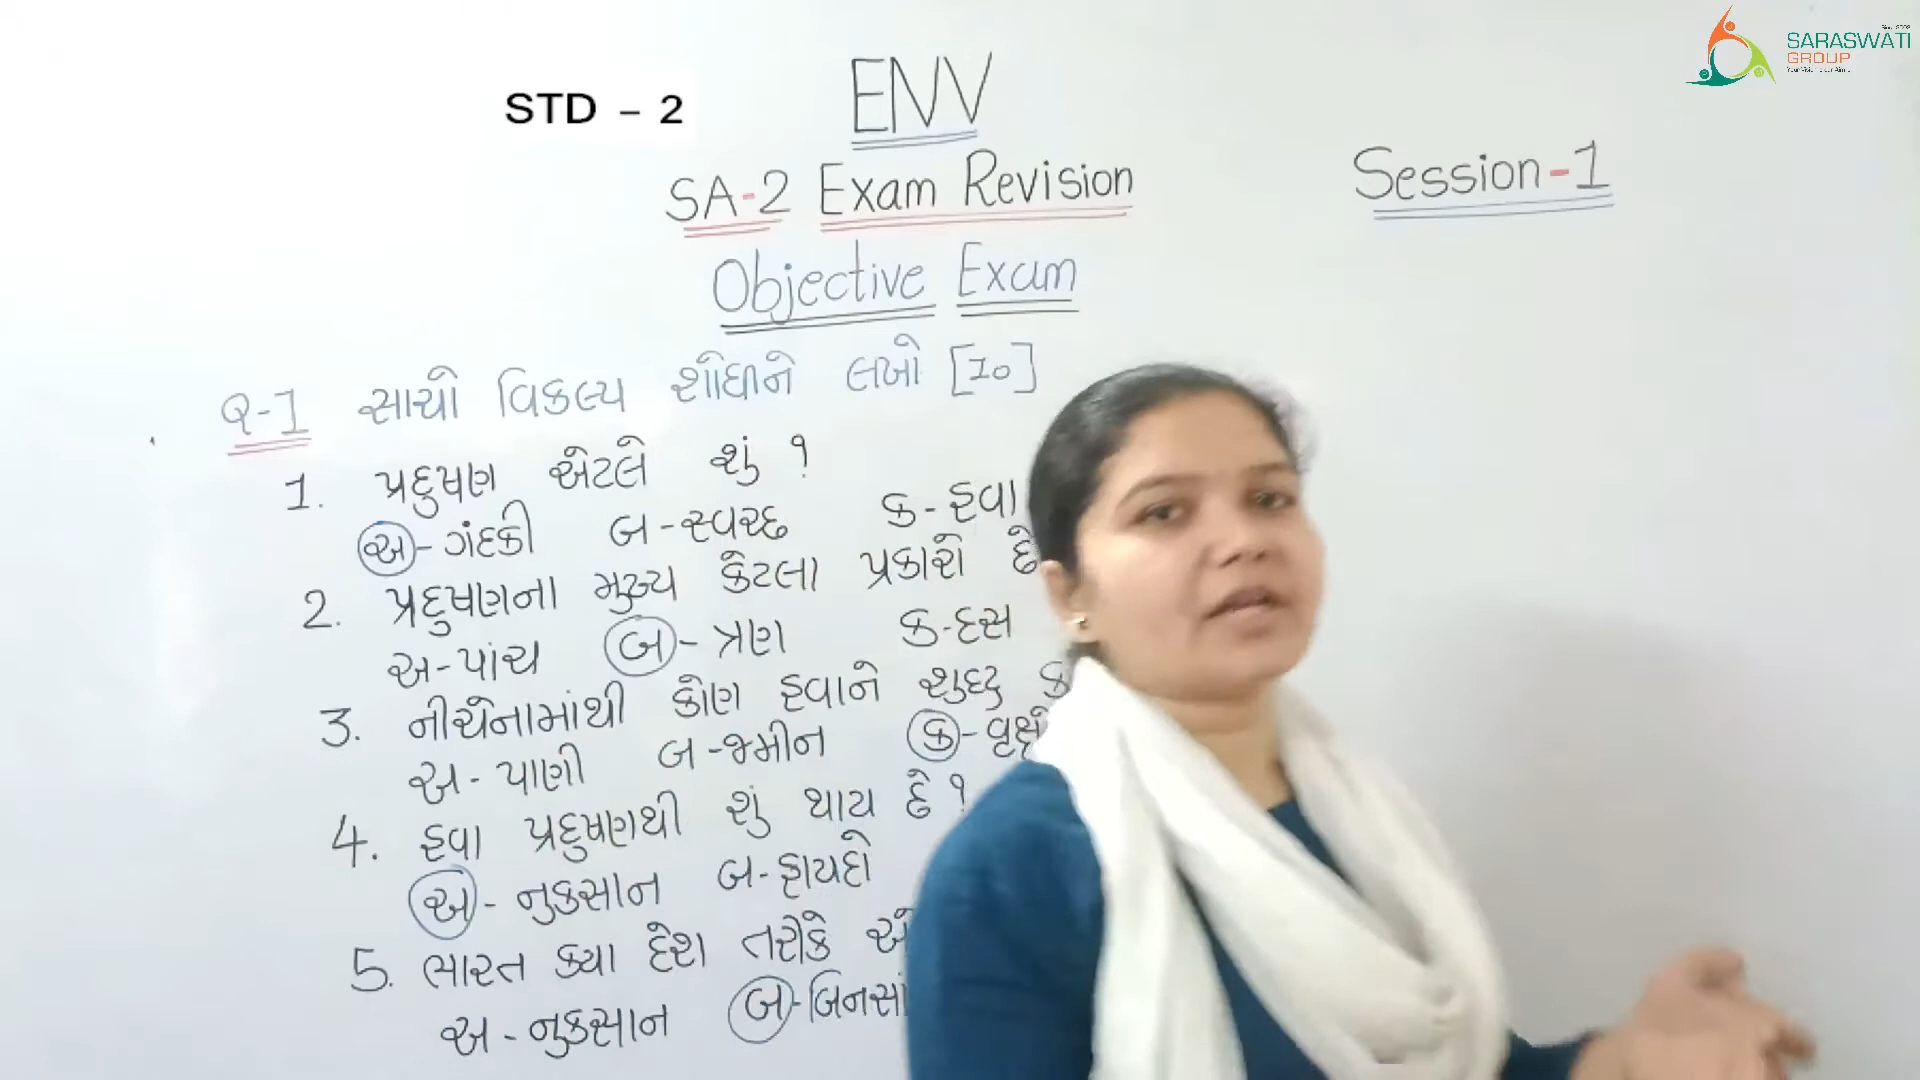 SARASWATI
GROUP
STD - 2
ENV
SA-2 Exam Revision
Session-1
Objective Exam
Q-1 સાચો વિકલ્પ શોધીને લખો [10]
1. પ્રદુષણ એટલે શું ?
અ - ગંદકી બ - સ્વચ્છ ક - હવા
2. પ્રદુષણના મુખ્ય કેટલા પ્રકારો છે
અ - પાંચ બ - ત્રણ ક - દસ
3. નીચેનામાંથી કોણ હવાને શુદ્ધ ક
અ - પાણી બ - જમીન ક - વૃક્ષો
4. હવા પ્રદુષણથી શું થાય છે ?
અ - નુકસાન બ - ફાયદો
5. ભારત ક્યા દેશ તરીકે
અ - નુકસાન બ - બિનસાં